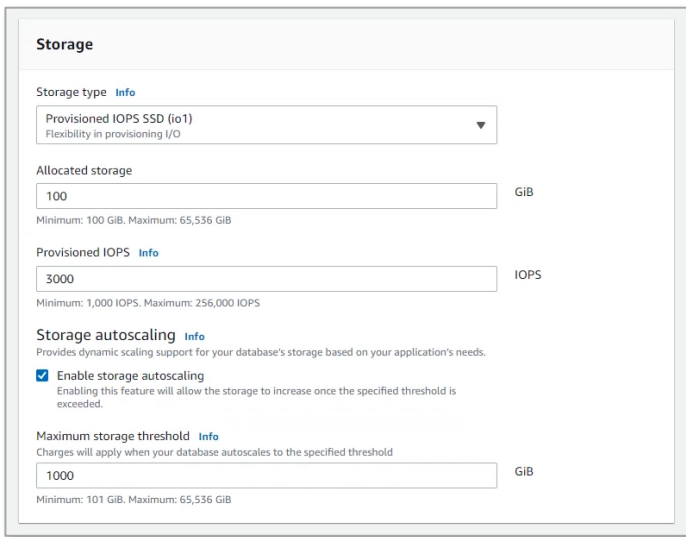 Storage
Storage type Info
Provisioned IOPS SSD (io1)
Flexibility in provisioning I/O
Allocated storage
100 GiB
Minimum: 100 GiB. Maximum: 65,536 GiB
Provisioned IOPS Info
3000 IOPS
Minimum: 1,000 IOPS. Maximum: 256,000 IOPS
Storage autoscaling Info
Provides dynamic scaling support for your database's storage based on your application's needs.
Enable storage autoscaling
Enabling this feature will allow the storage to increase once the specified threshold is
exceeded.
Maximum storage threshold Info
Charges will apply when your database autoscales to the specified threshold
1000 GiB
Minimum: 101 GiB. Maximum: 65,536 GiB